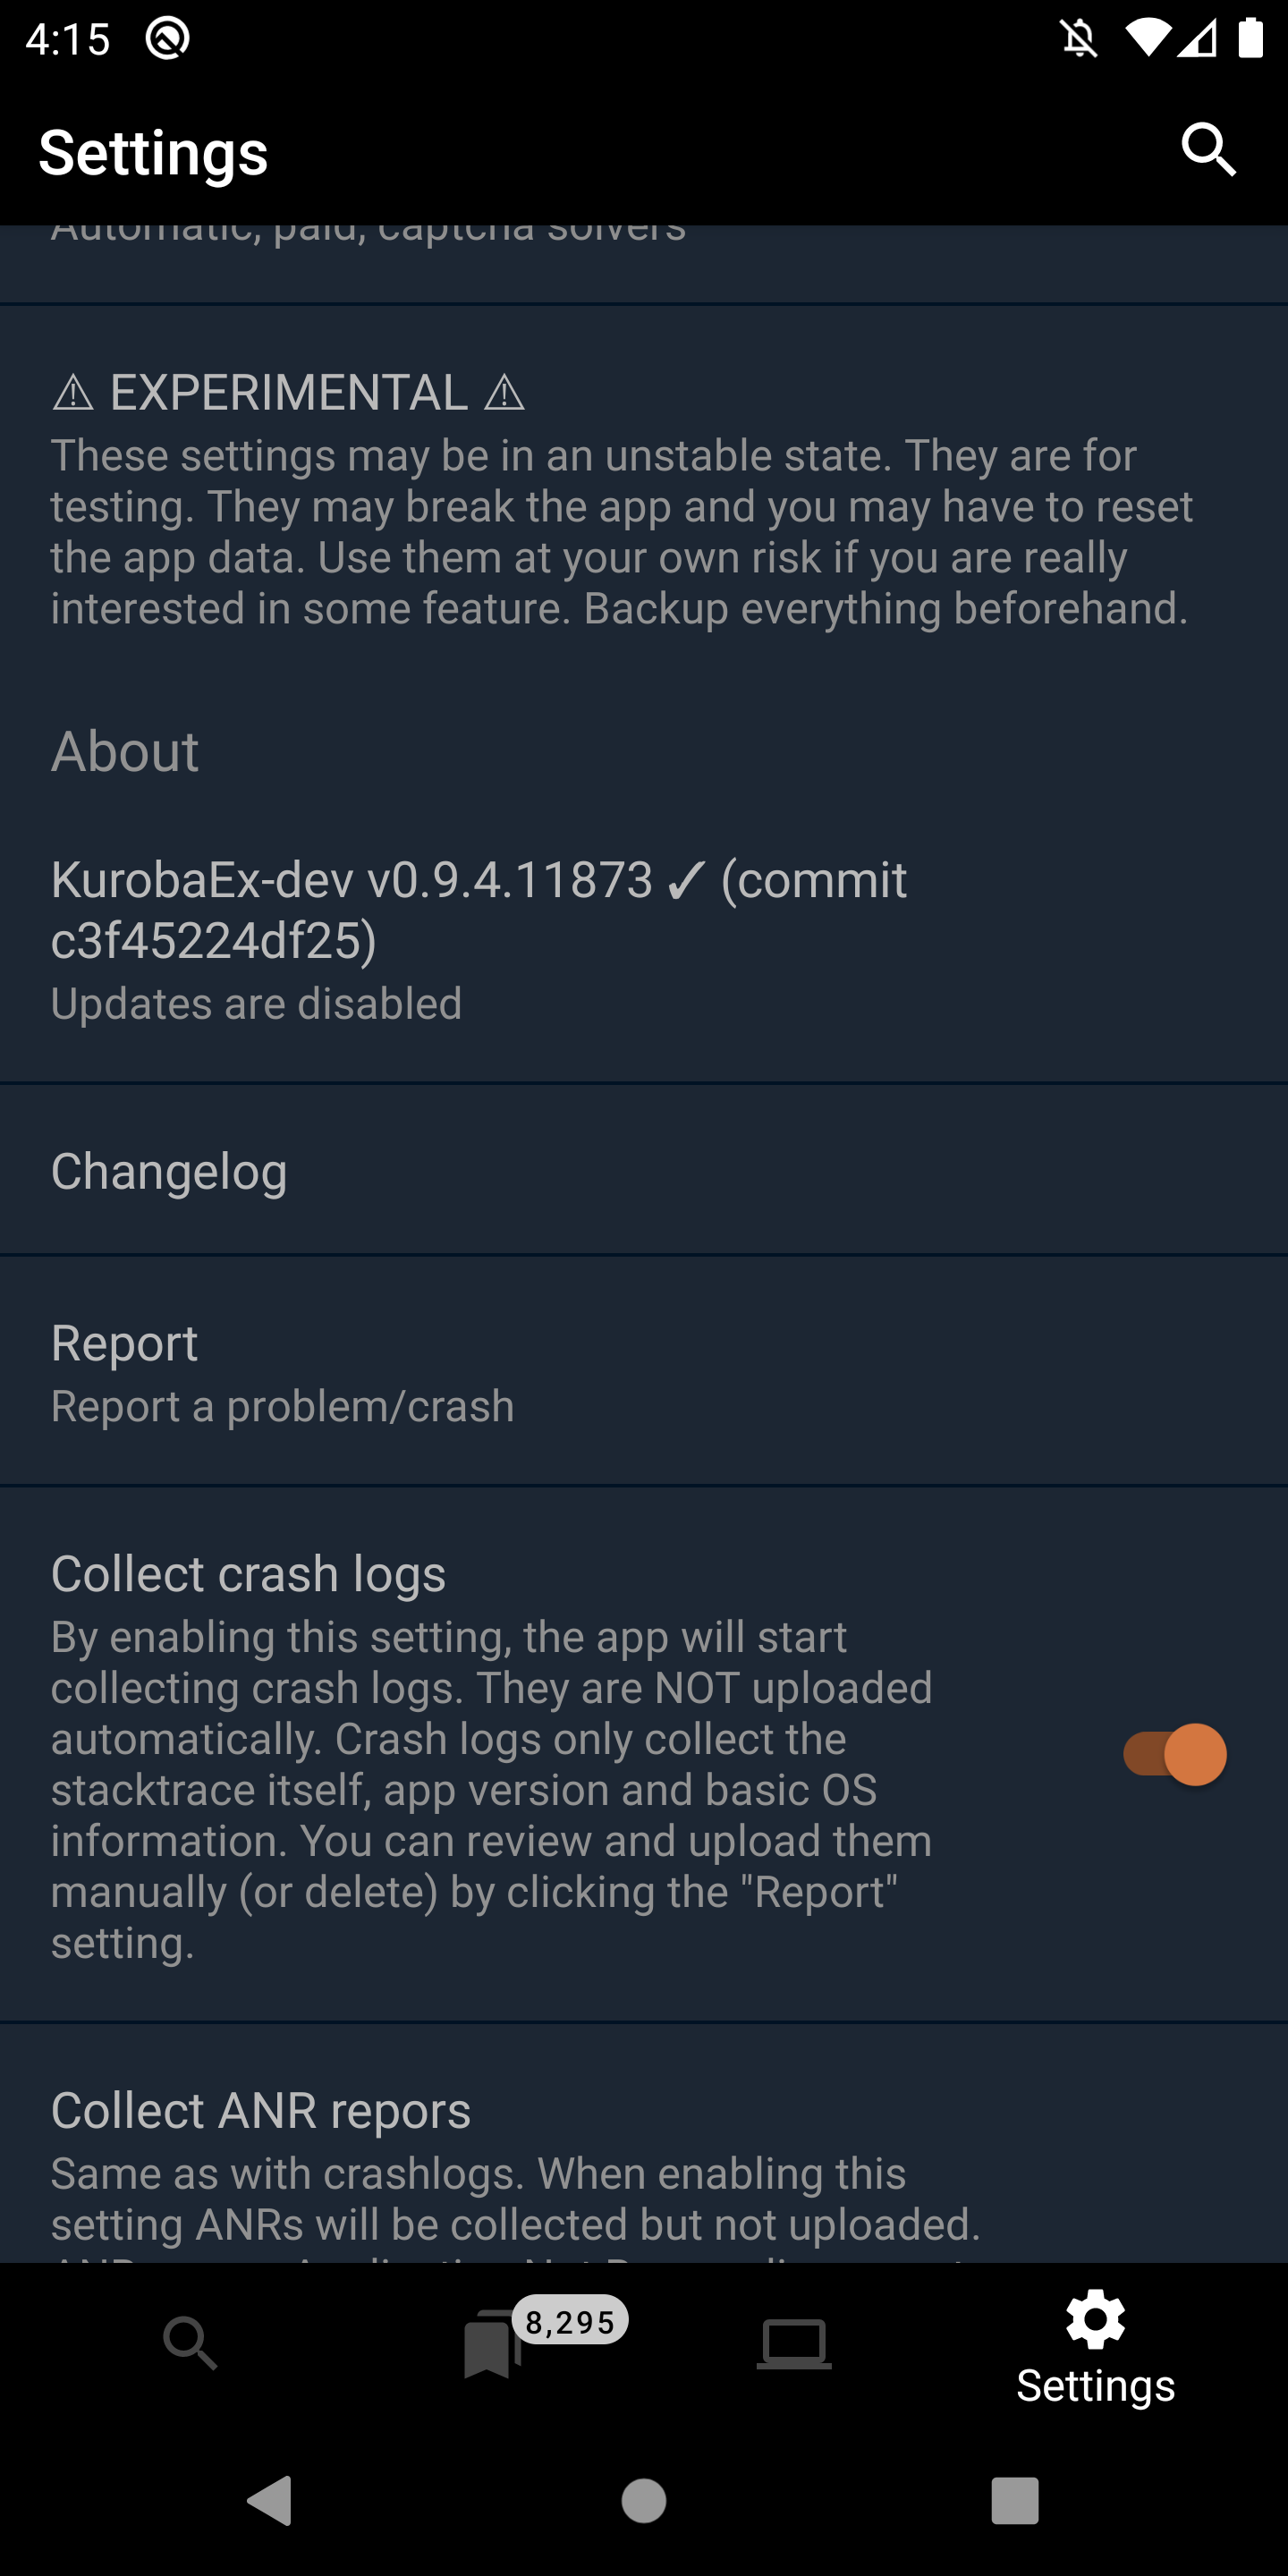 4:15
Settings
Automatic, paid, captcha solvers
⚠ EXPERIMENTAL ⚠
These settings may be in an unstable state. They are for
testing. They may break the app and you may have to reset
the app data. Use them at your own risk if you are really
interested in some feature. Backup everything beforehand.
About
KurobaEx-dev v0.9.4.11873 ✓ (commit
c3f45224df25)
Updates are disabled
Changelog
Report
Report a problem/crash
Collect crash logs
By enabling this setting, the app will start
collecting crash logs. They are NOT uploaded
automatically. Crash logs only collect the
stacktrace itself, app version and basic OS
information. You can review and upload them
manually (or delete) by clicking the "Report"
setting.
Collect ANR repors
Same as with crashlogs. When enabling this
setting ANRs will be collected but not uploaded.
8,295
Settings